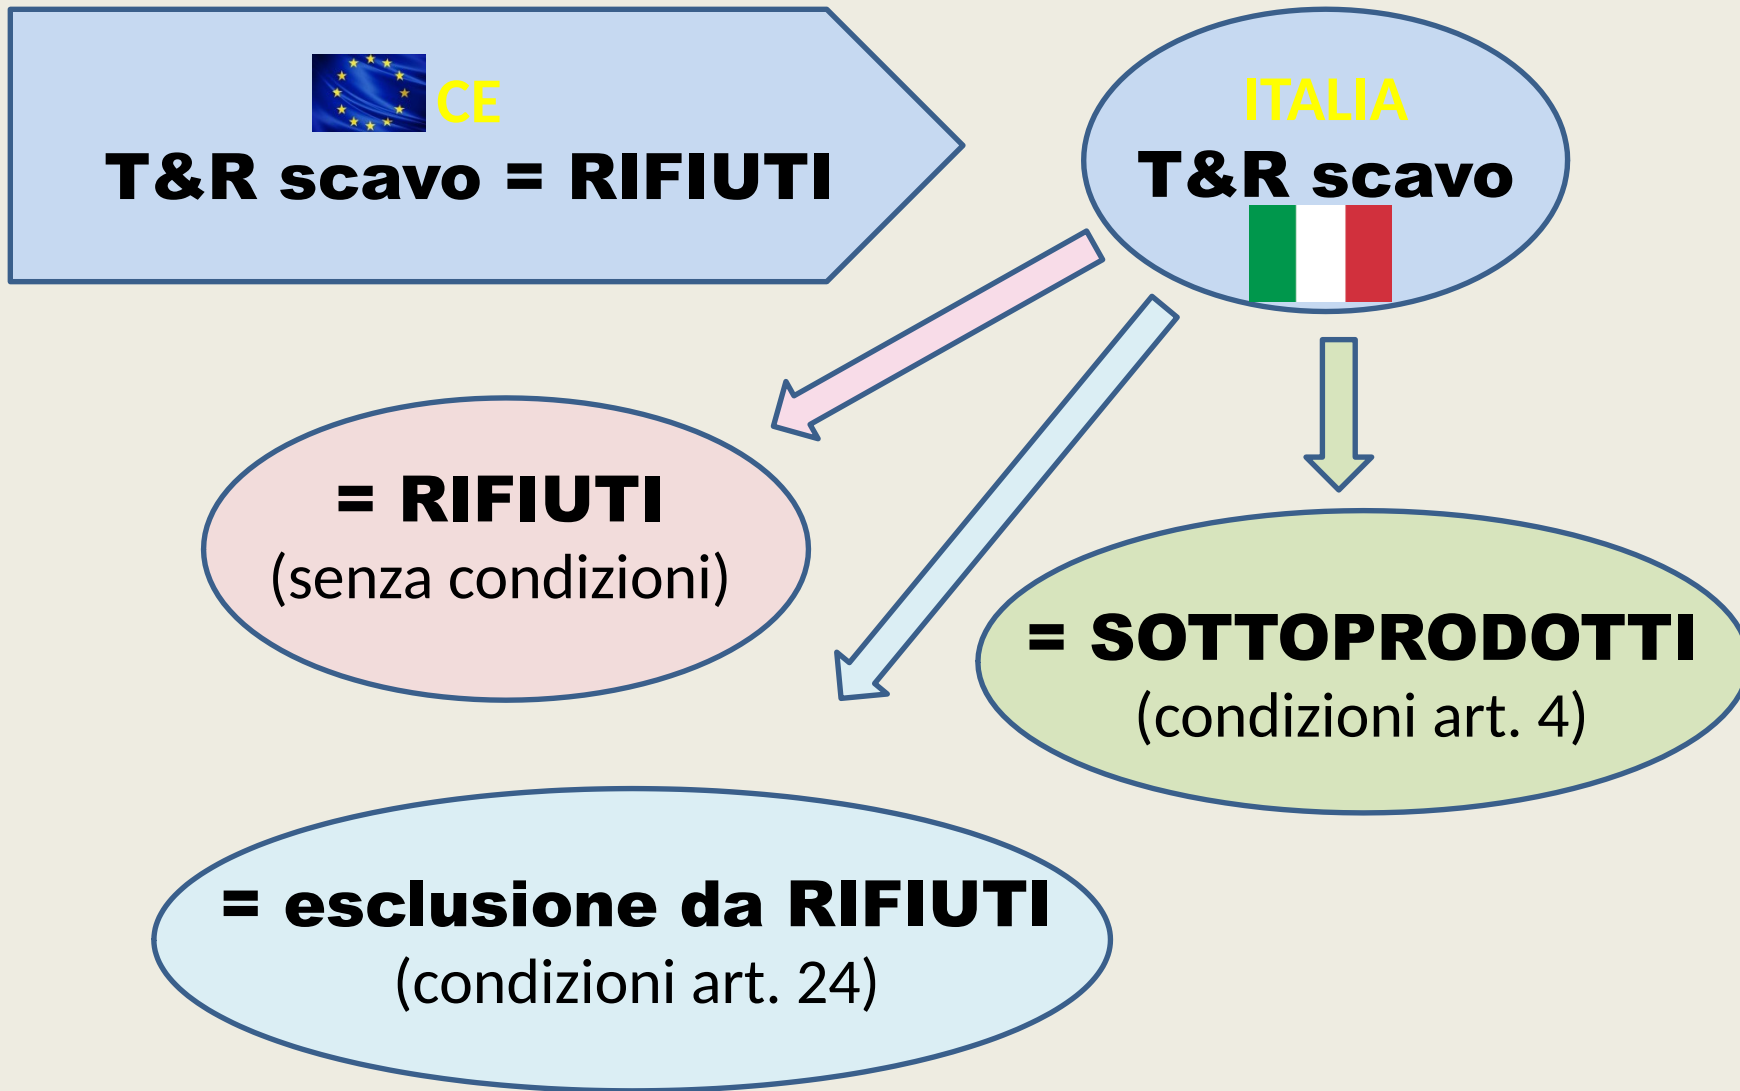 CE
T&R scavo = RIFIUTI
ITALIA
T&R scavo
= RIFIUTI
(senza condizioni)
= SOTTOPRODOTTI
(condizioni art. 4)
= esclusione da RIFIUTI
(condizioni art. 24)